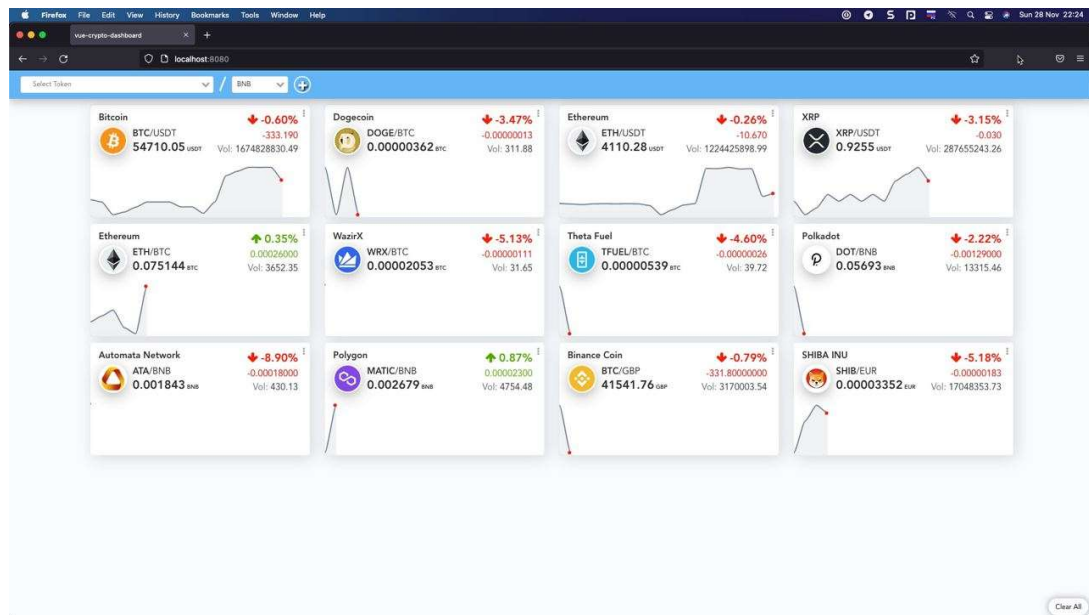 Firefox File Edit View History Bookmarks Tools Window Help Sun 28 Nov 22:24
vue-crypto-dashboard
localhost:8080
Select Token / BNB
Bitcoin
BTC/USDT
54710.05 USDT
-0.60%
-333.190
Vol: 1674828830.49
Dogecoin
DOGE/BTC
0.00000362 BTC
-3.47%
-0.00000013
Vol: 311.88
Ethereum
ETH/USDT
4110.28 USDT
-0.26%
-10.670
Vol: 1224425898.99
XRP
XRP/USDT
0.9255 USDT
-3.15%
-0.030
Vol: 287655243.26
Ethereum
ETH/BTC
0.075144 BTC
0.35%
0.00026000
Vol: 3652.35
WazirX
WRX/BTC
0.00002053 BTC
-5.13%
-0.00000111
Vol: 31.65
Theta Fuel
TFUEL/BTC
0.00000539 BTC
-4.60%
-0.00000026
Vol: 39.72
Polkadot
DOT/BNB
0.05693 BNB
-2.22%
-0.00129000
Vol: 13315.46
Automata Network
ATA/BNB
0.001843 BNB
-8.90%
-0.00018000
Vol: 430.13
Polygon
MATIC/BNB
0.002679 BNB
0.87%
0.00002300
Vol: 4754.48
Binance Coin
BTC/GBP
41541.76 GBP
-0.79%
-331.80000000
Vol: 3170003.54
SHIBA INU
SHIB/EUR
0.00003352 EUR
-5.18%
-0.00000183
Vol: 17048353.73
Clear All